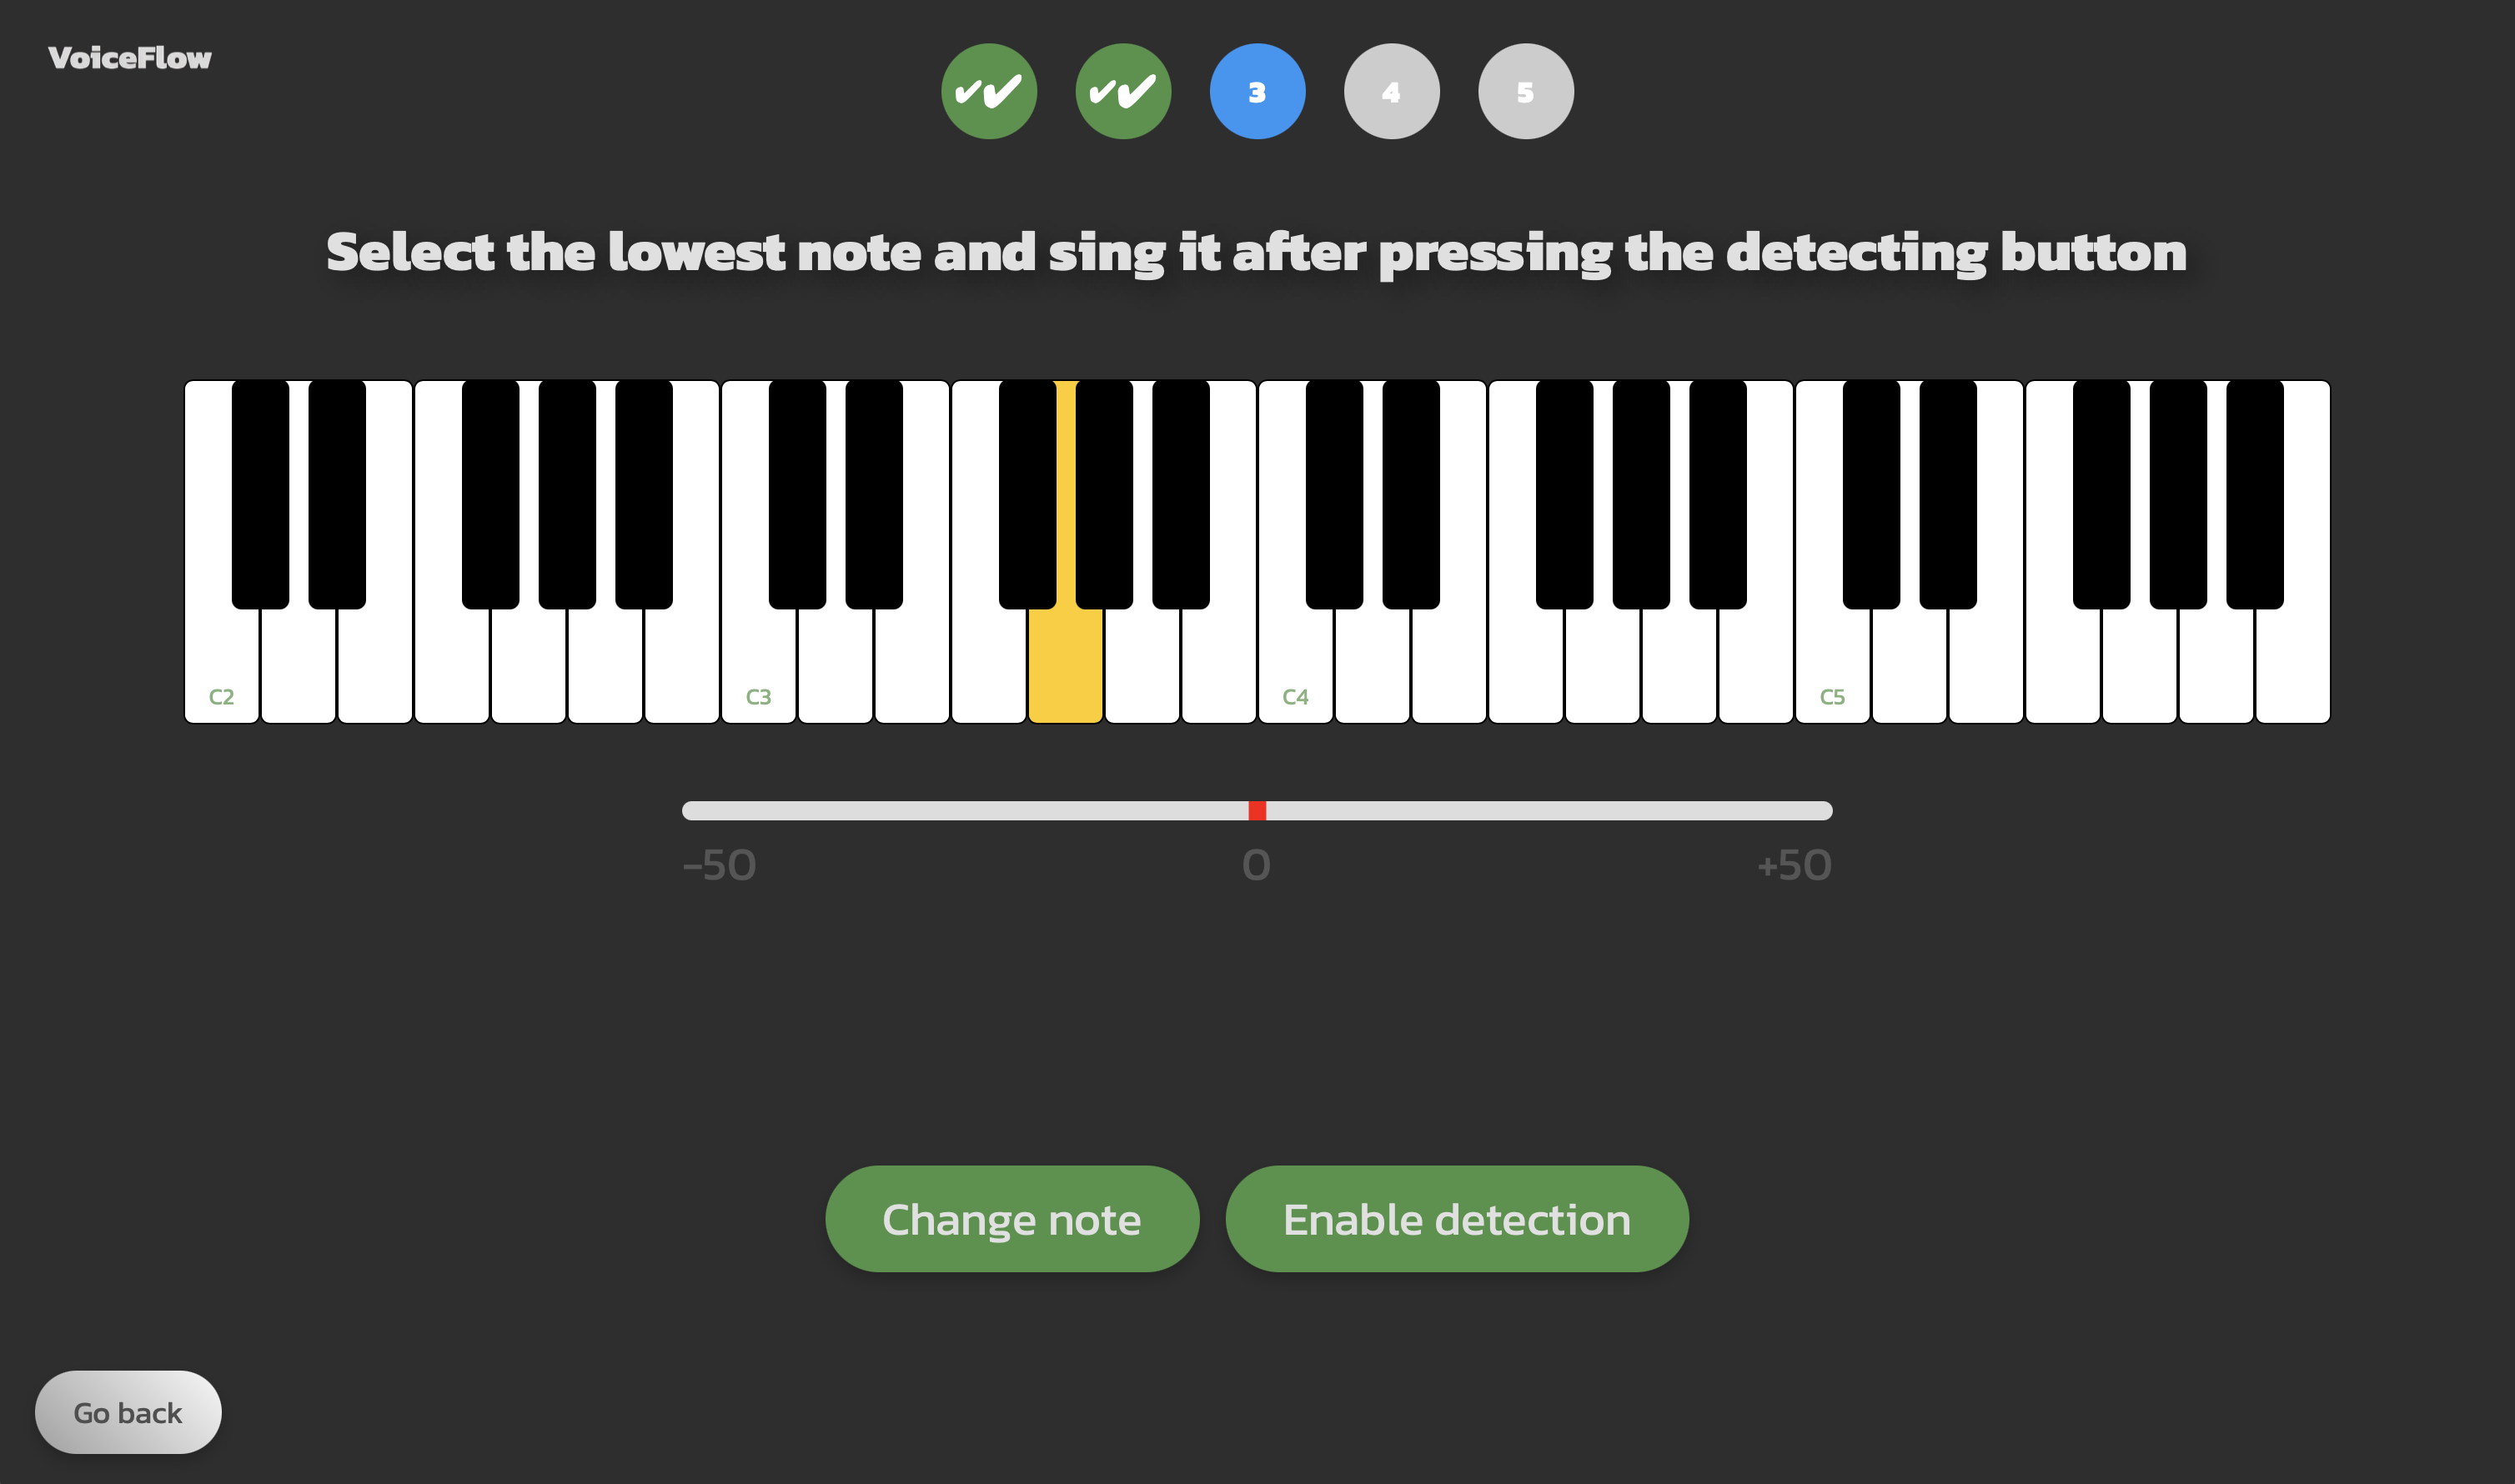 VoiceFlow
3
4
5
Select the lowest note and sing it after pressing the detecting button
C2
C3
C4
C5
-50
0
+50
Change note
Enable detection
Go back